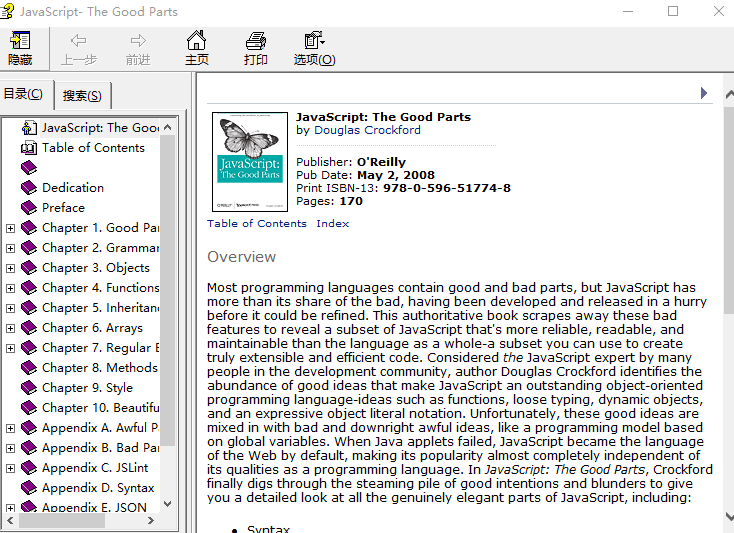 JavaScript- The Good Parts
隐藏 上一步 前进 主页 打印 选项(O)
目录(C) 搜索(S)
JavaScript: The Good
Table of Contents
Dedication
Preface
Chapter 1. Good Pa
Chapter 2. Grammar
Chapter 3. Objects
Chapter 4. Functions
Chapter 5. Inheritanc
Chapter 6. Arrays
Chapter 7. Regular E
Chapter 8. Methods
Chapter 9. Style
Chapter 10. Beautifu
Appendix A. Awful P
Appendix B. Bad Par
Appendix C. JSLint
Appendix D. Syntax
Appendix E. JSON
JavaScript:
The Good Parts
O'REILLY
JavaScript: The Good Parts
by Douglas Crockford
Publisher: O'Reilly
Pub Date: May 2, 2008
Print ISBN-13: 978-0-596-51774-8
Pages: 170
Table of Contents Index
Overview
Most programming languages contain good and bad parts, but JavaScript has
more than its share of the bad, having been developed and released in a hurry
before it could be refined. This authoritative book scrapes away these bad
features to reveal a subset of JavaScript that's more reliable, readable, and
maintainable than the language as a whole-a subset you can use to create
truly extensible and efficient code. Considered the JavaScript expert by many
people in the development community, author Douglas Crockford identifies the
abundance of good ideas that make JavaScript an outstanding object-oriented
programming language-ideas such as functions, loose typing, dynamic objects,
and an expressive object literal notation. Unfortunately, these good ideas are
mixed in with bad and downright awful ideas, like a programming model based
on global variables. When Java applets failed, JavaScript became the language
of the Web by default, making its popularity almost completely independent of
its qualities as a programming language. In JavaScript: The Good Parts, Crockford
finally digs through the steaming pile of good intentions and blunders to give
you a detailed look at all the genuinely elegant parts of JavaScript, including:
• Syntax